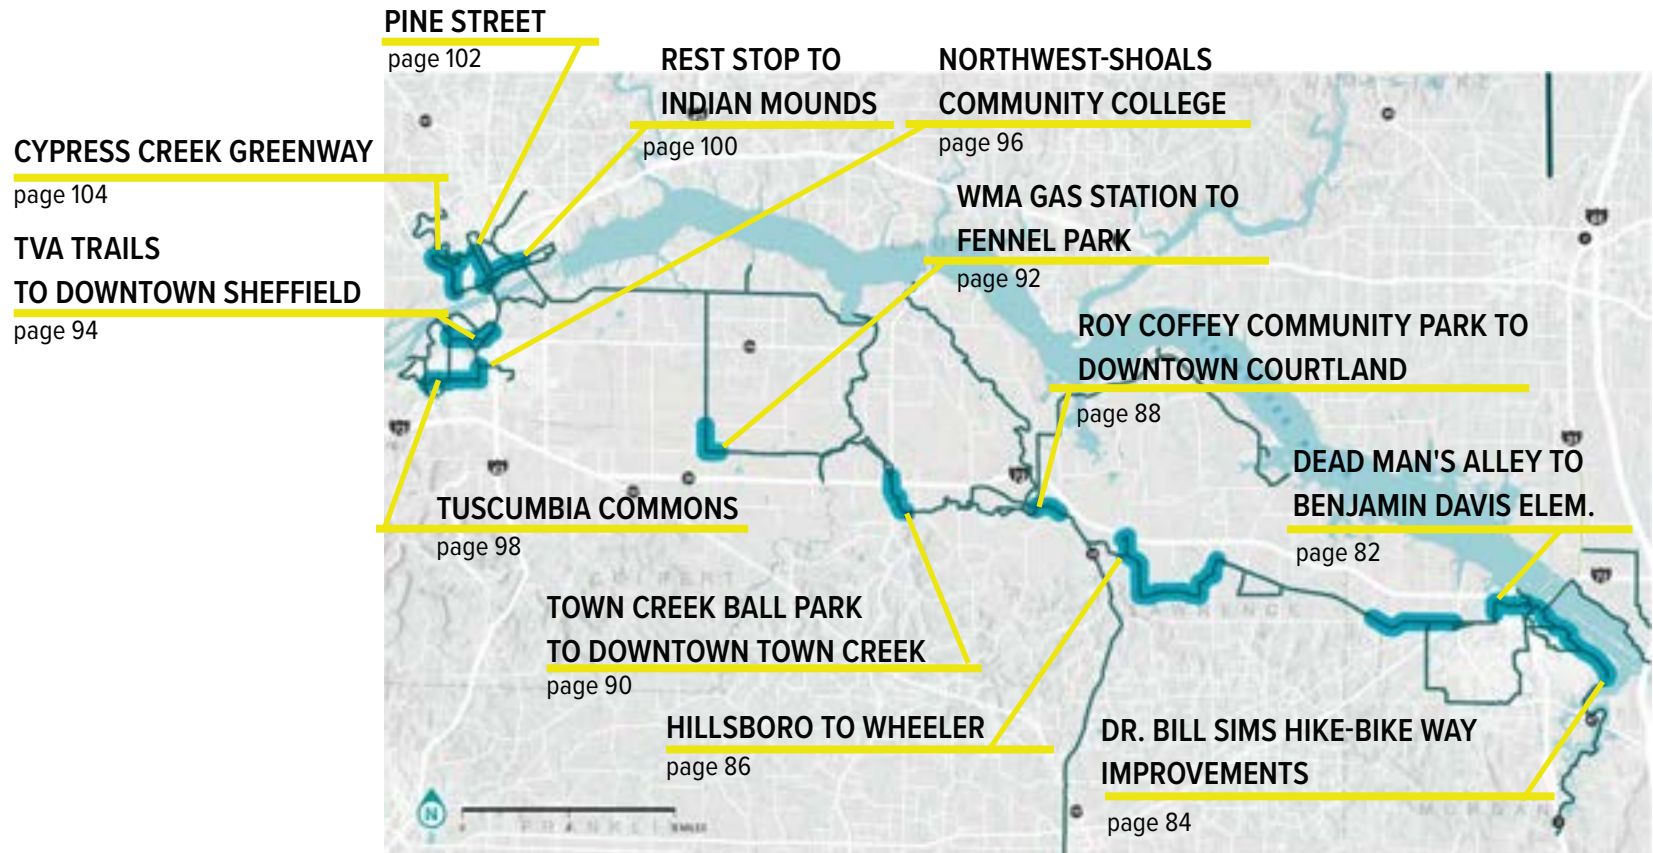 PINE STREET
page 102
REST STOP TO
INDIAN MOUNDS
page 100
NORTHWEST-SHOALS
COMMUNITY COLLEGE
page 96
CYPRESS CREEK GREENWAY
page 104
WMA GAS STATION TO
FENNEL PARK
page 92
TVA TRAILS
TO DOWNTOWN SHEFFIELD
page 94
ROY COFFEY COMMUNITY PARK TO
DOWNTOWN COURTLAND
page 88
DEAD MAN'S ALLEY TO
BENJAMIN DAVIS ELEM.
page 82
TUSCUMBIA COMMONS
page 98
TOWN CREEK BALL PARK
TO DOWNTOWN TOWN CREEK
page 90
LAWRENCE
HILLSBORO TO WHEELER
page 86
DR. BILL SIMS HIKE-BIKE WAY
IMPROVEMENTS
page 84
MORGAN
N